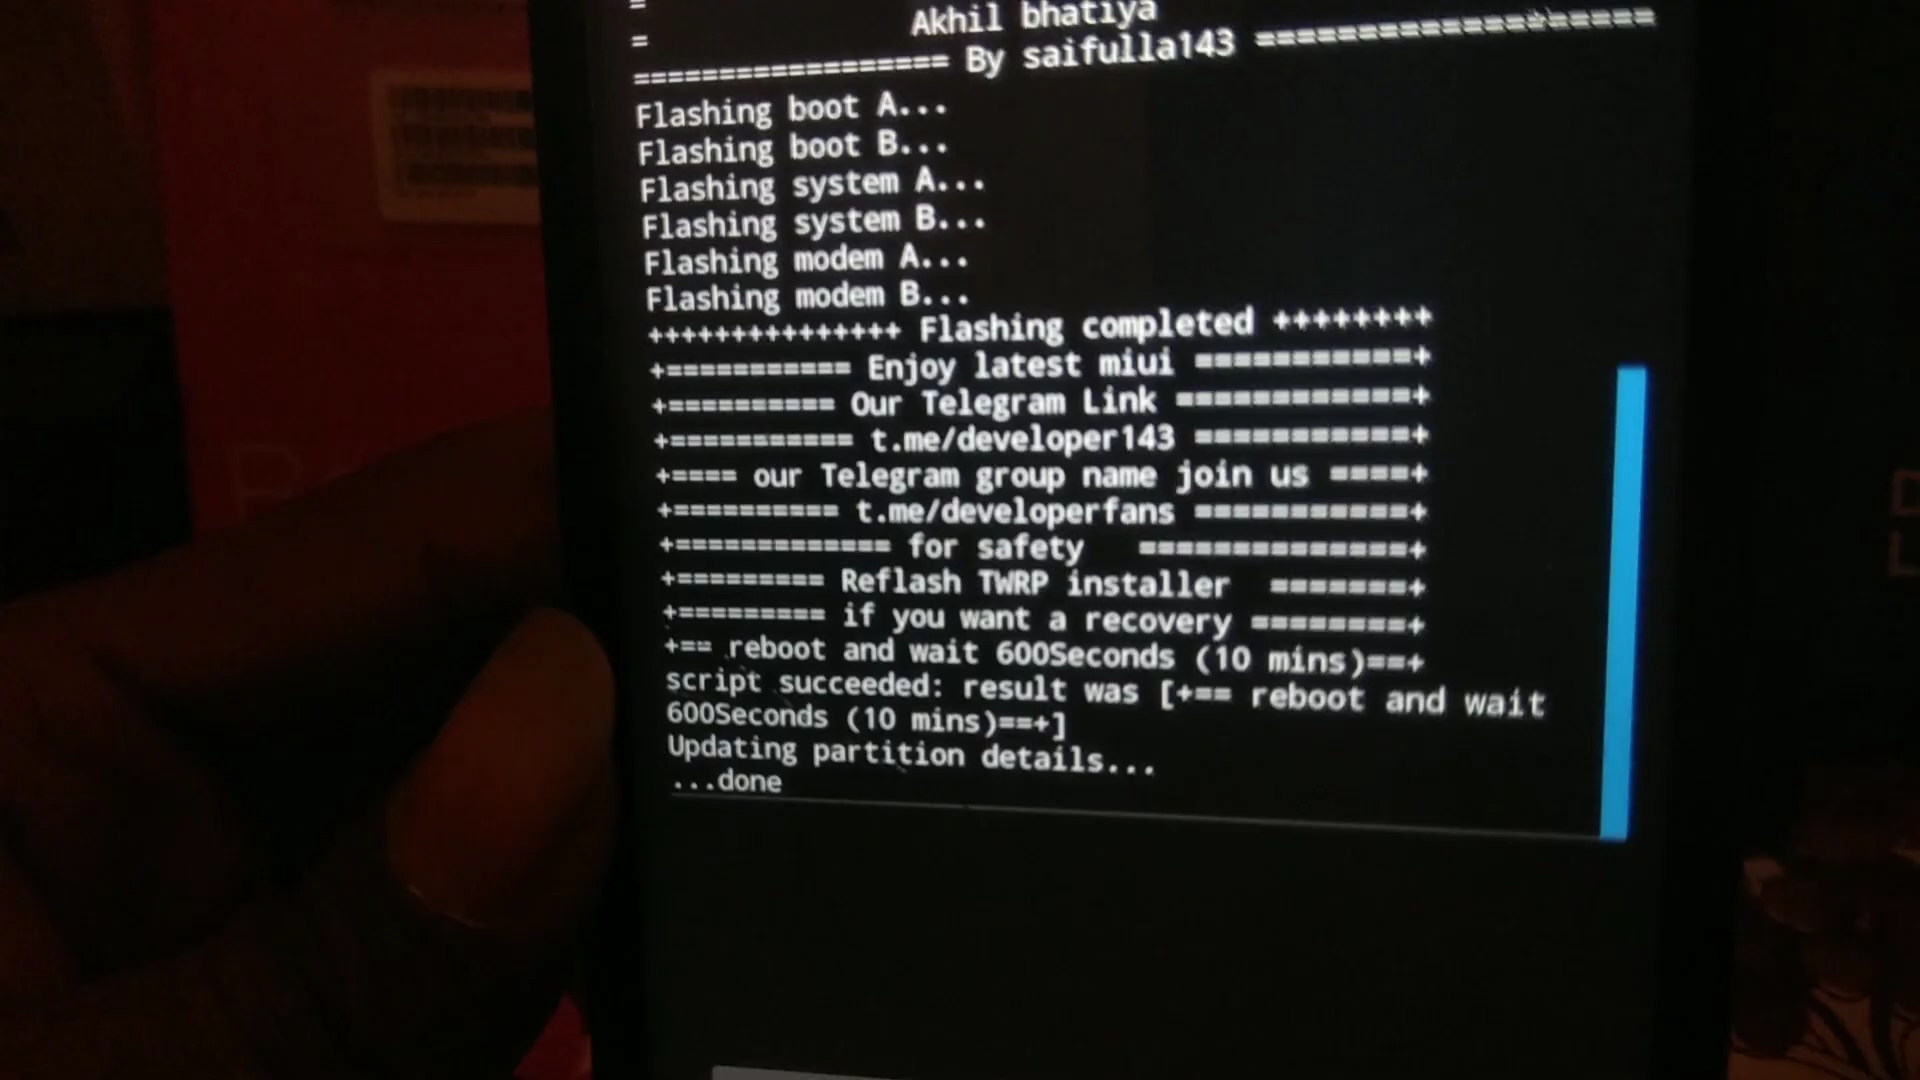 =
Akhil bhatiya
=
================== By saifulla143 =====================
Flashing boot A...
Flashing boot B...
Flashing system A...
Flashing system B...
Flashing modem A...
Flashing modem B...
+++++++++++++++ Flashing completed ++++++++
+=========== Enjoy latest miui ============+
+========== Our Telegram Link =============+
+=========== t.me/developer143 ============+
+==== our Telegram group name join us ====+
+========== t.me/developerfans ============+
+============= for safety ===============+
+========= Reflash TWRP installer =======+
+========= if you want a recovery ========+
+== reboot and wait 600Seconds (10 mins)==+
script succeeded: result was [+== reboot and wait
600Seconds (10 mins)==+]
Updating partition details...
...done